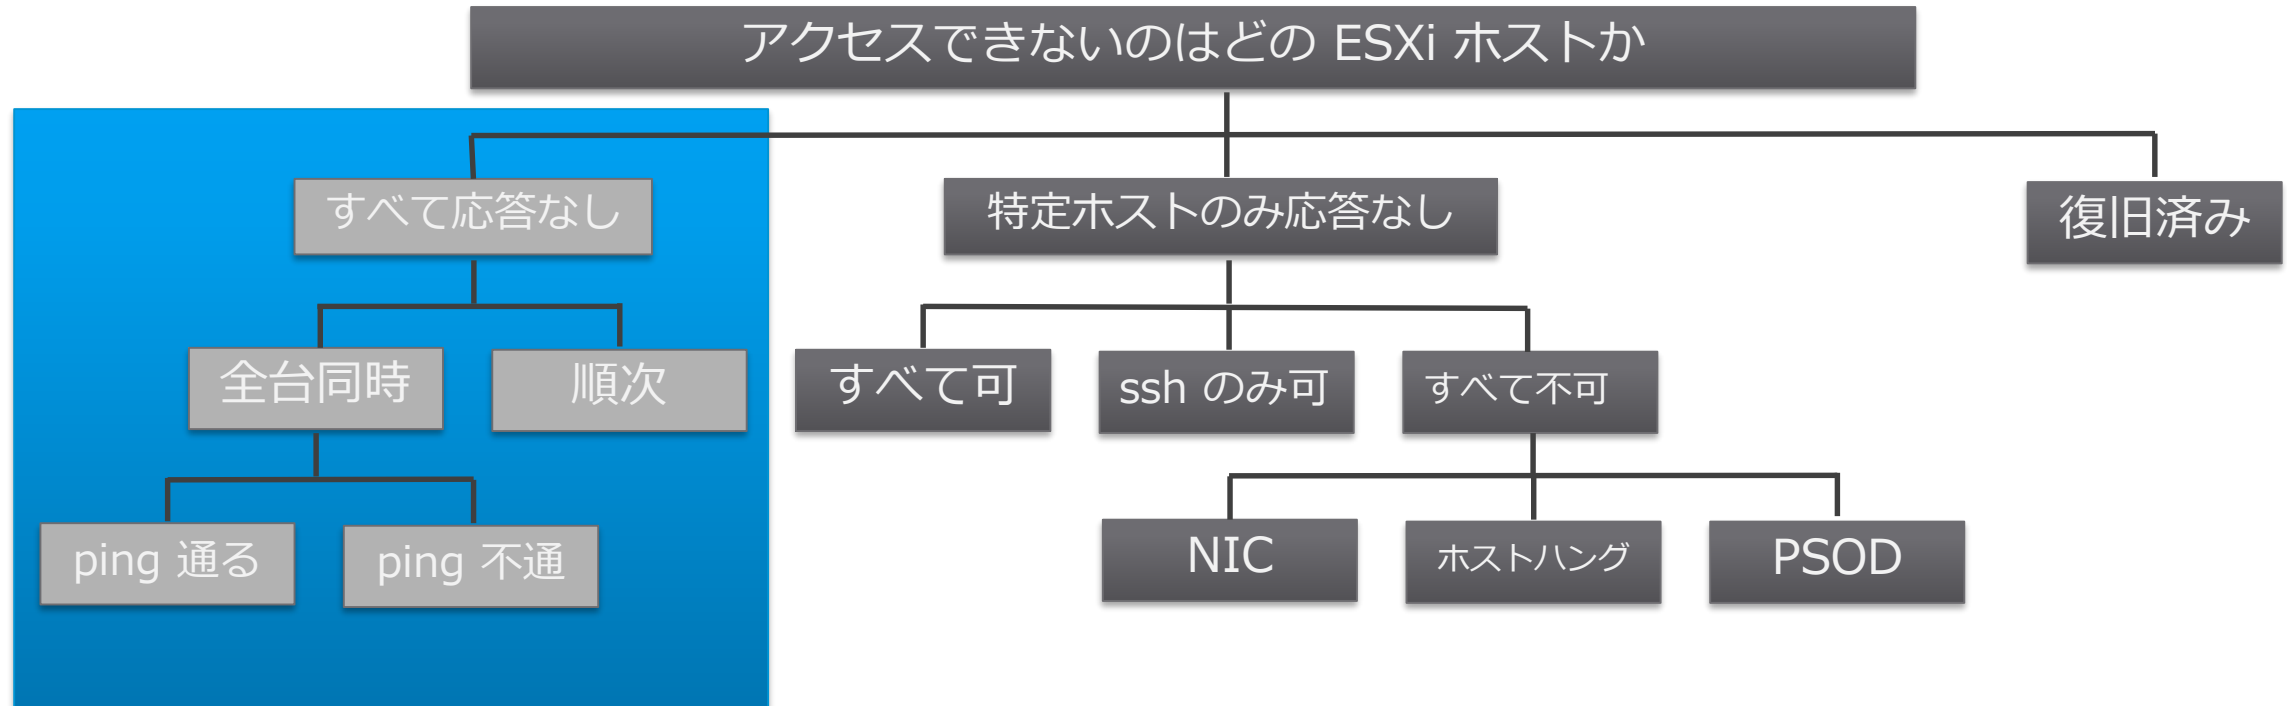 アクセスできないのはどの ESXi ホストか
すべて応答なし
特定ホストのみ応答なし
復旧済み
全台同時
順次
すべて可
ssh のみ可
すべて不可
ping 通る
ping 不通
NIC
ホストハング
PSOD